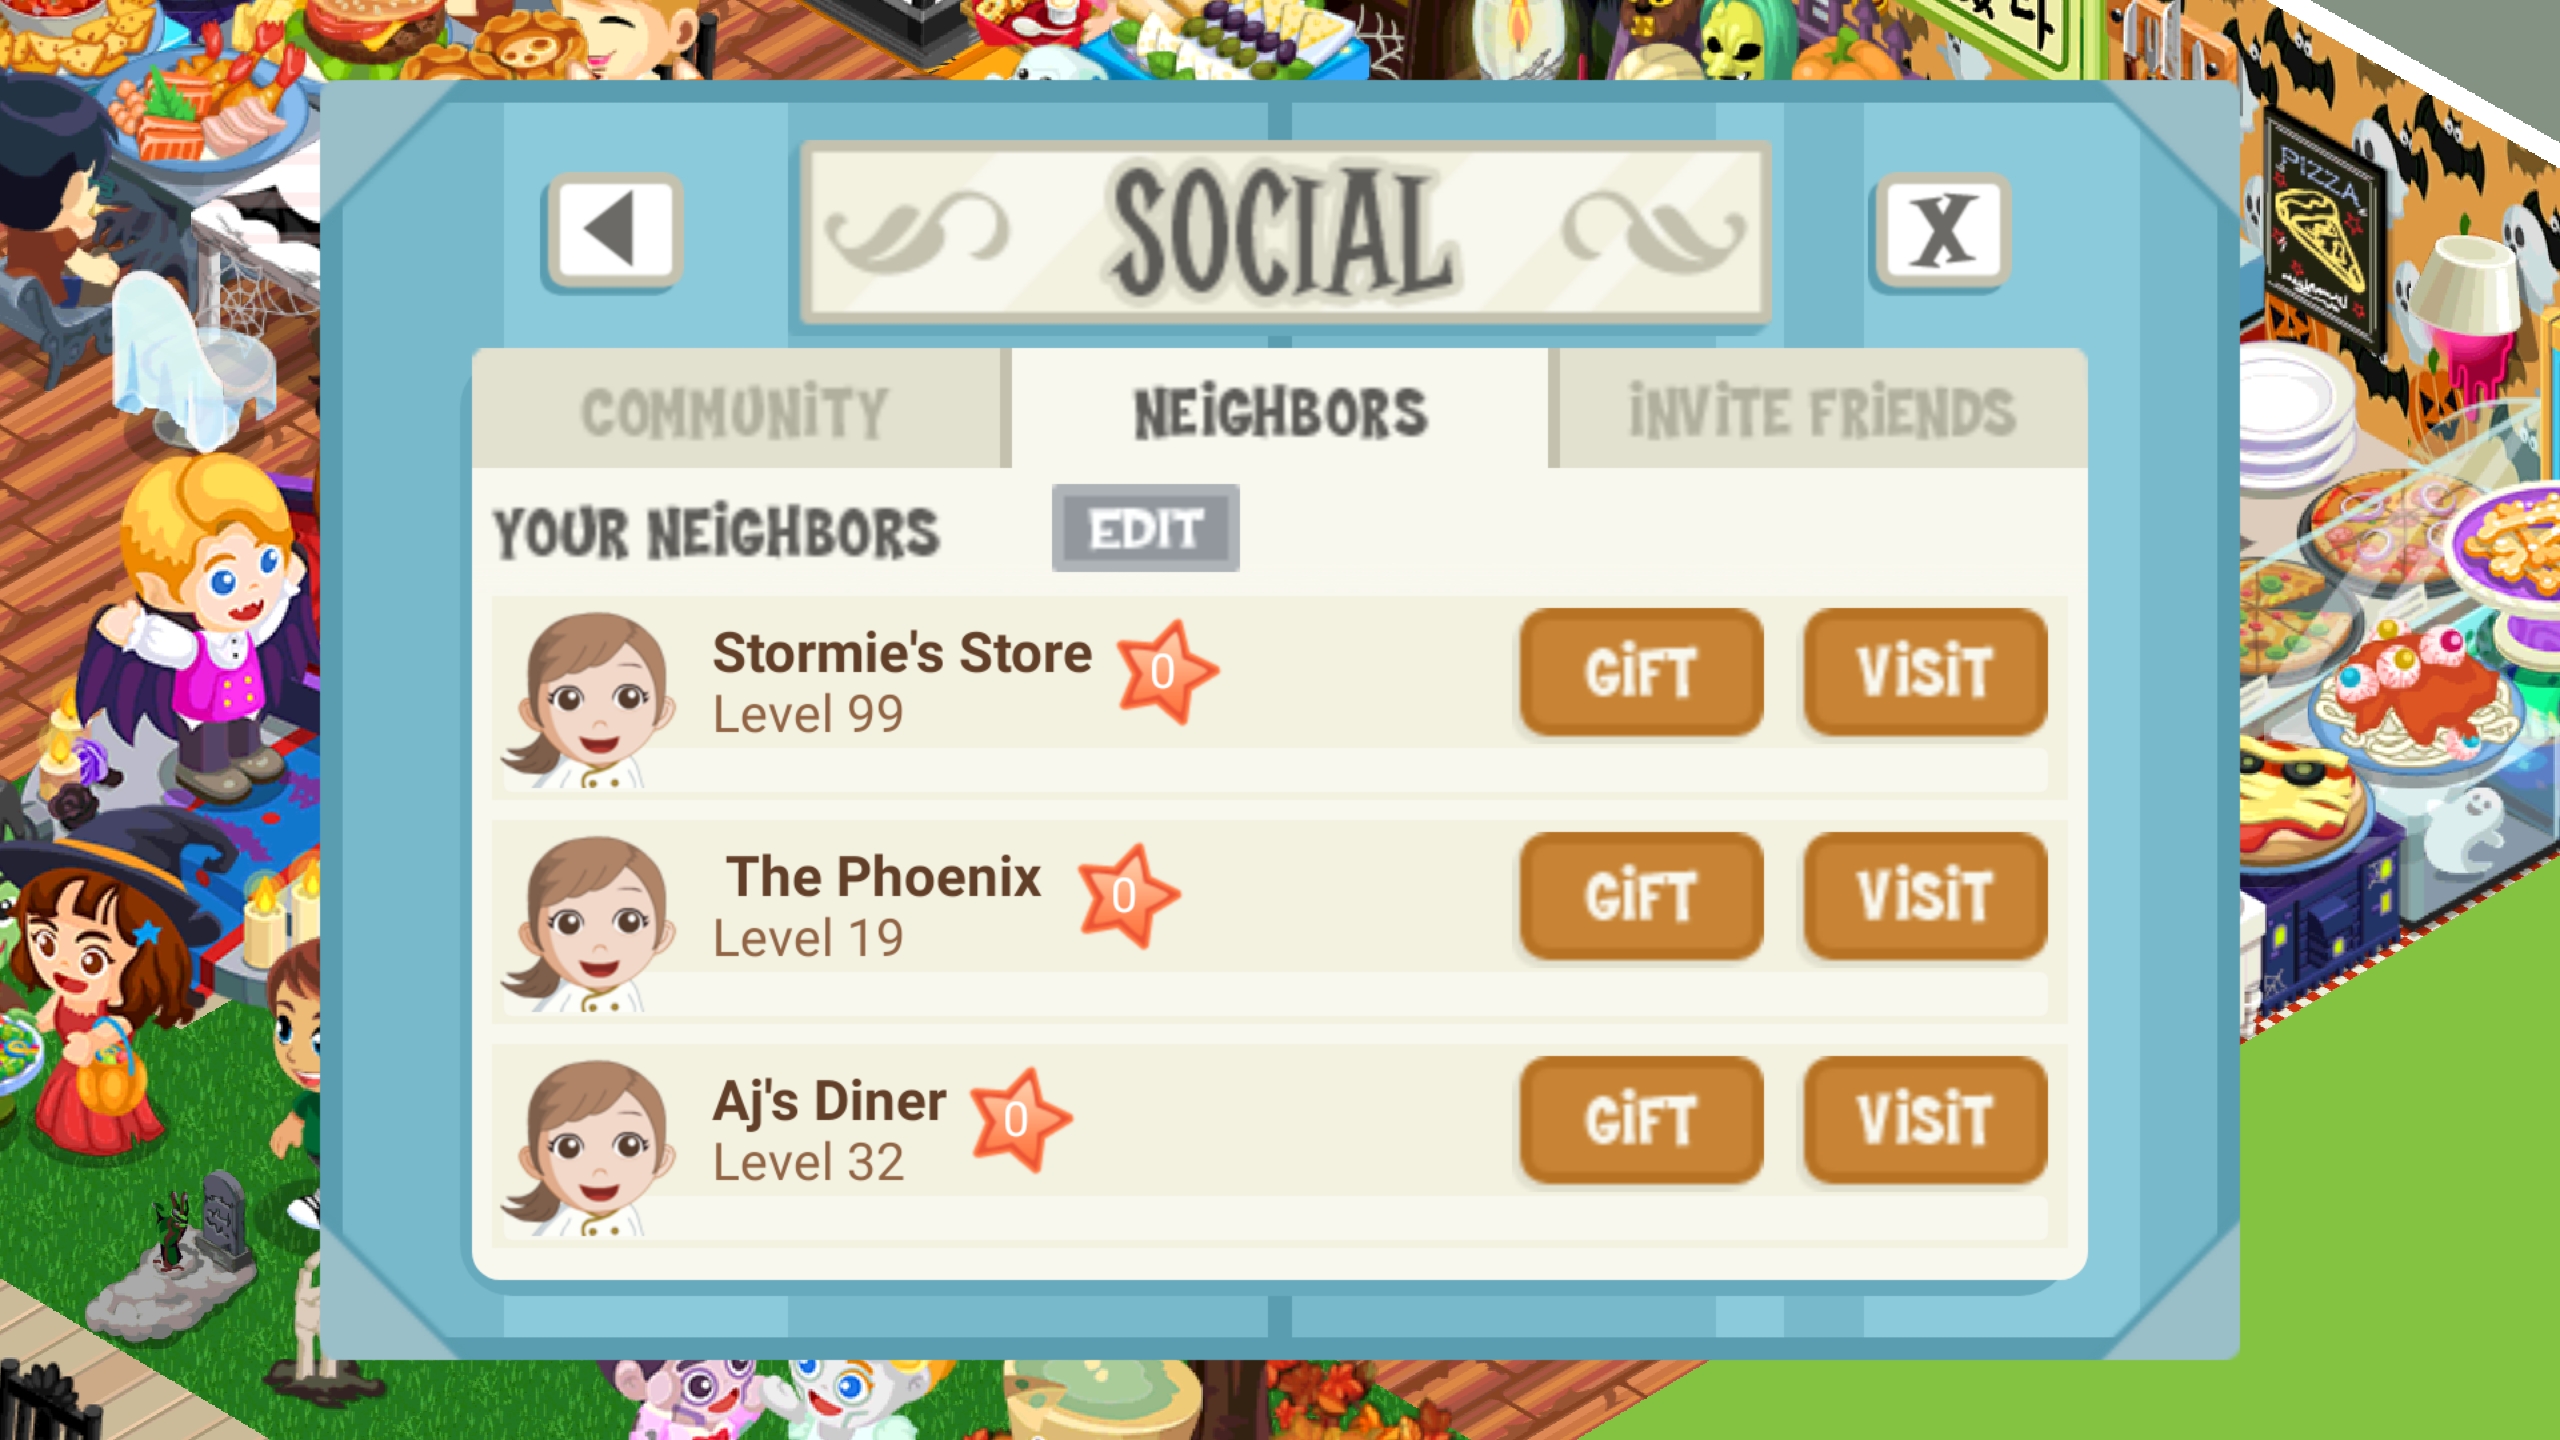 PIZZA
SOCIAL
X
COMMUNITY
NEIGHBORS
INVITE FRIENDS
YOUR NEIGHBORS
EDIT
Stormie's Store
0
Level 99
GIFT
VISIT
The Phoenix
0
Level 19
GIFT
VISIT
Aj's Diner
0
Level 32
GIFT
VISIT